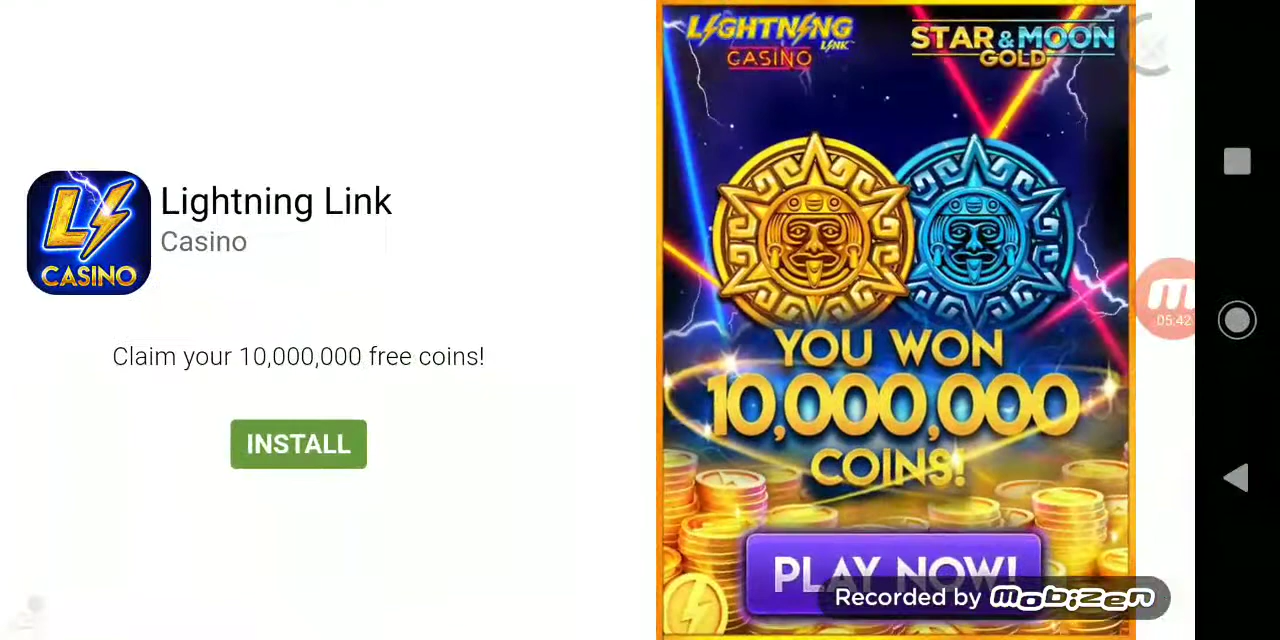 Lightning Link
Casino
CASINO
Claim your 10,000,000 free coins!
INSTALL
LIGHTNING
LINK
CASINO
STAR & MOON
GOLD
YOU WON
10,000,000
COINS!
PLAY NOW!
Recorded by mobizen
05:42